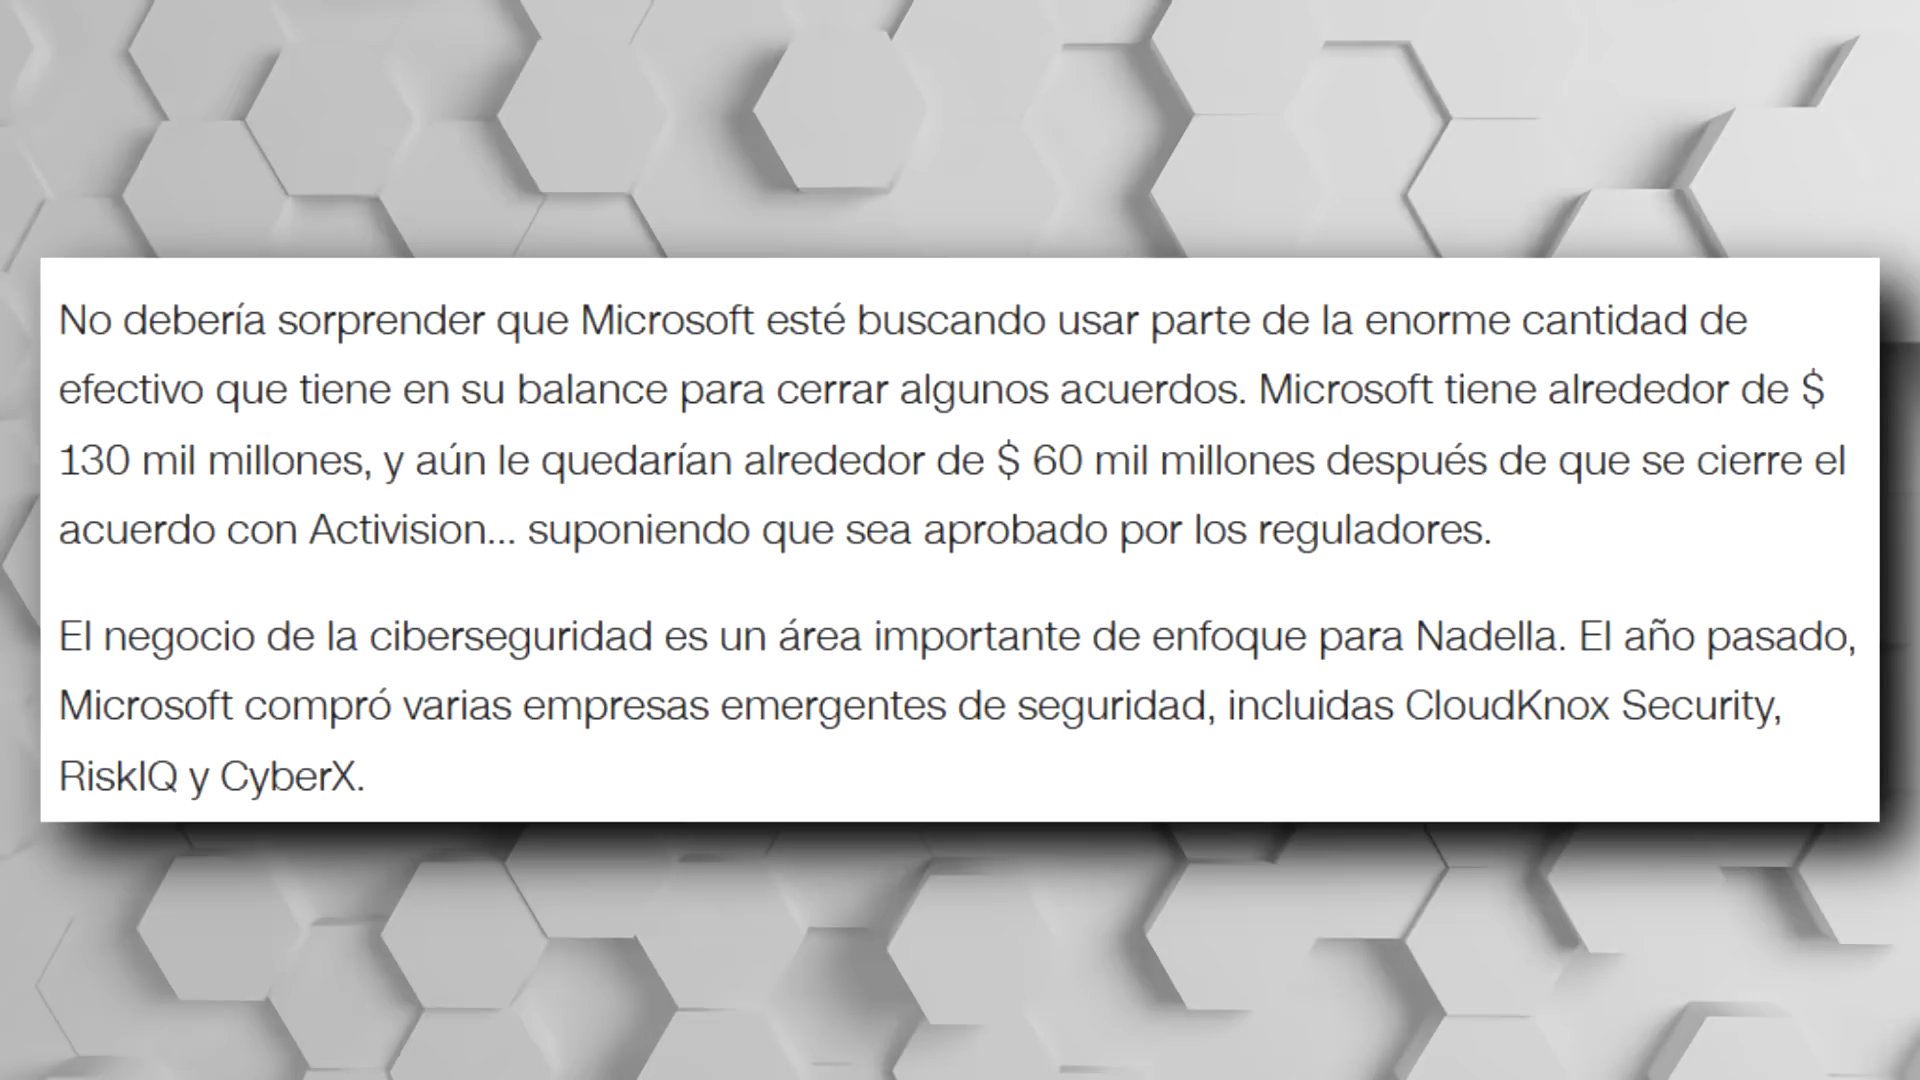 No debería sorprender que Microsoft esté buscando usar parte de la enorme cantidad de
efectivo que tiene en su balance para cerrar algunos acuerdos. Microsoft tiene alrededor de $
130 mil millones, y aún le quedarían alrededor de $ 60 mil millones después de que se cierre el
acuerdo con Activision... suponiendo que sea aprobado por los reguladores.
El negocio de la ciberseguridad es un área importante de enfoque para Nadella. El año pasado,
Microsoft compró varias empresas emergentes de seguridad, incluidas CloudKnox Security,
RiskIQ y CyberX.